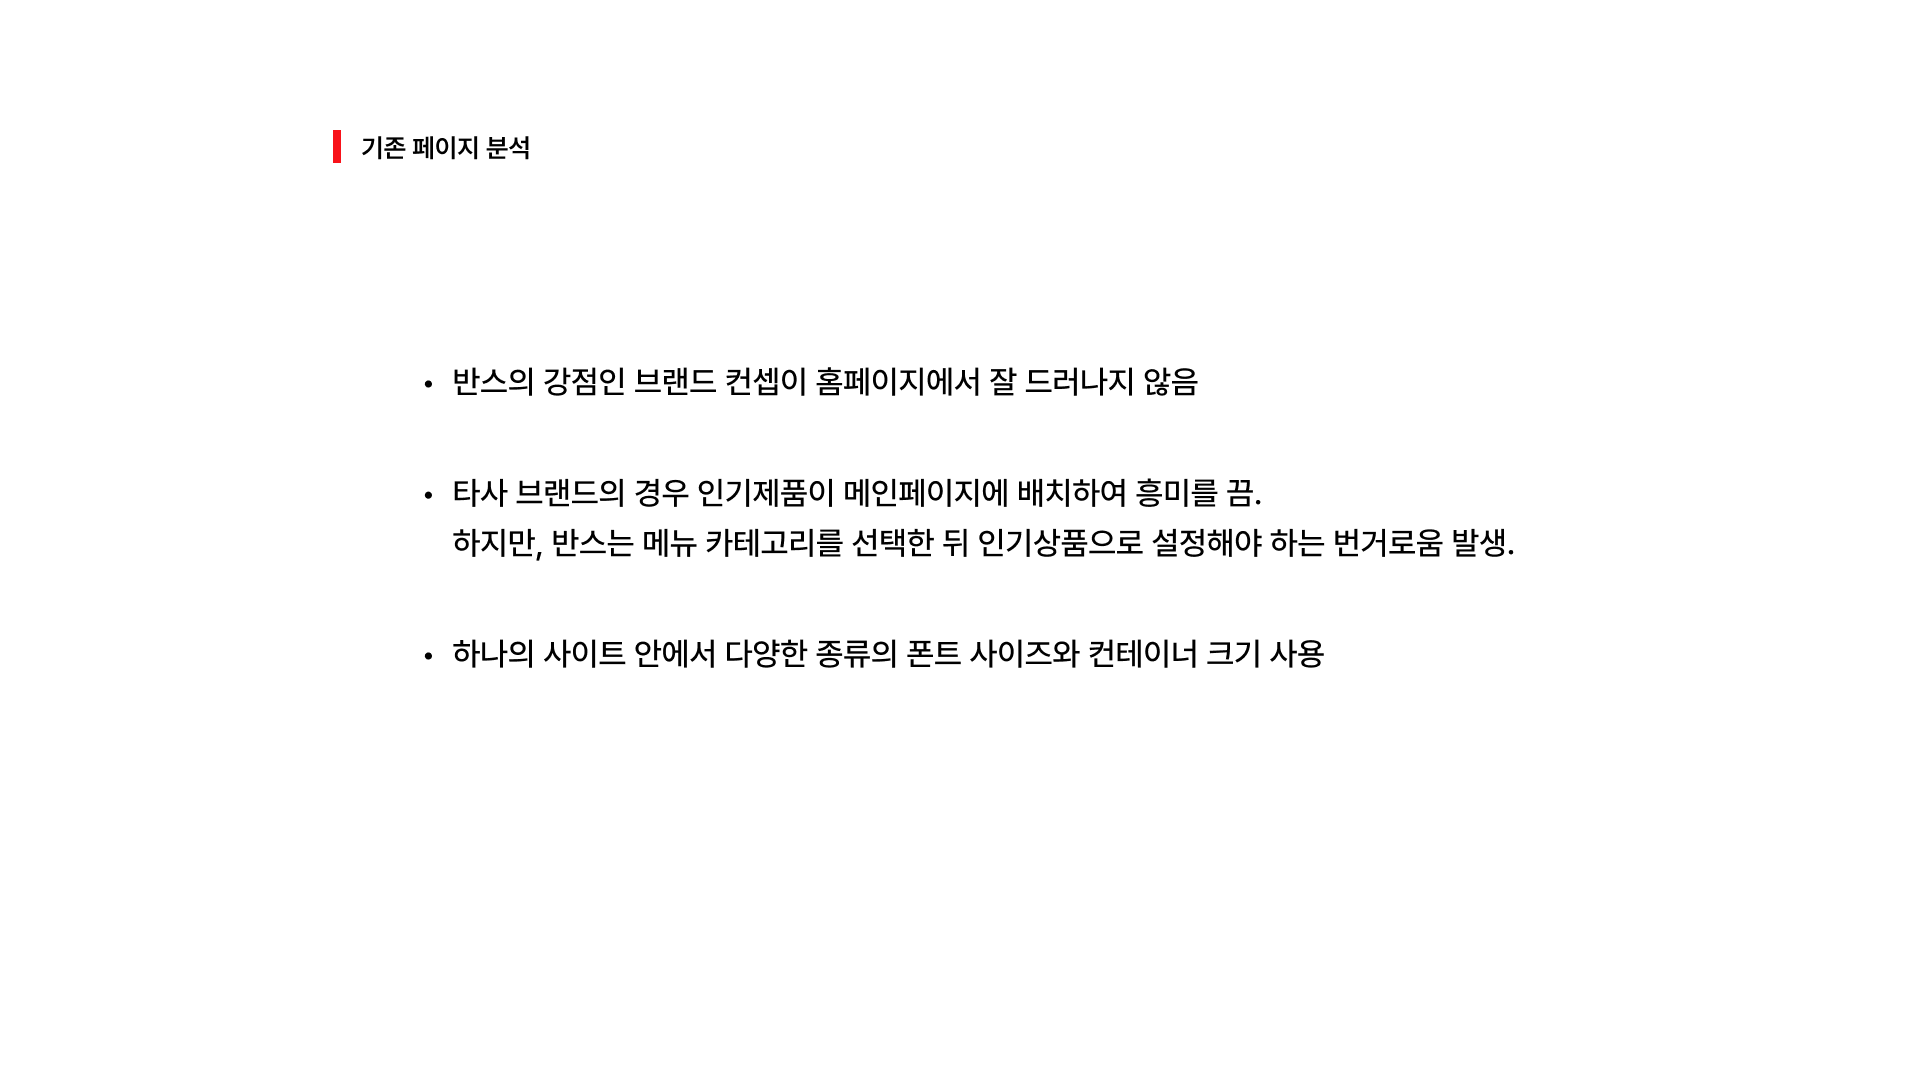 기존 페이지 분석
• 반스의 강점인 브랜드 컨셉이 홈페이지에서 잘 드러나지 않음
• 타사 브랜드의 경우 인기제품이 메인페이지에 배치하여 흥미를 끔.
하지만, 반스는 메뉴 카테고리를 선택한 뒤 인기상품으로 설정해야 하는 번거로움 발생.
• 하나의 사이트 안에서 다양한 종류의 폰트 사이즈와 컨테이너 크기 사용